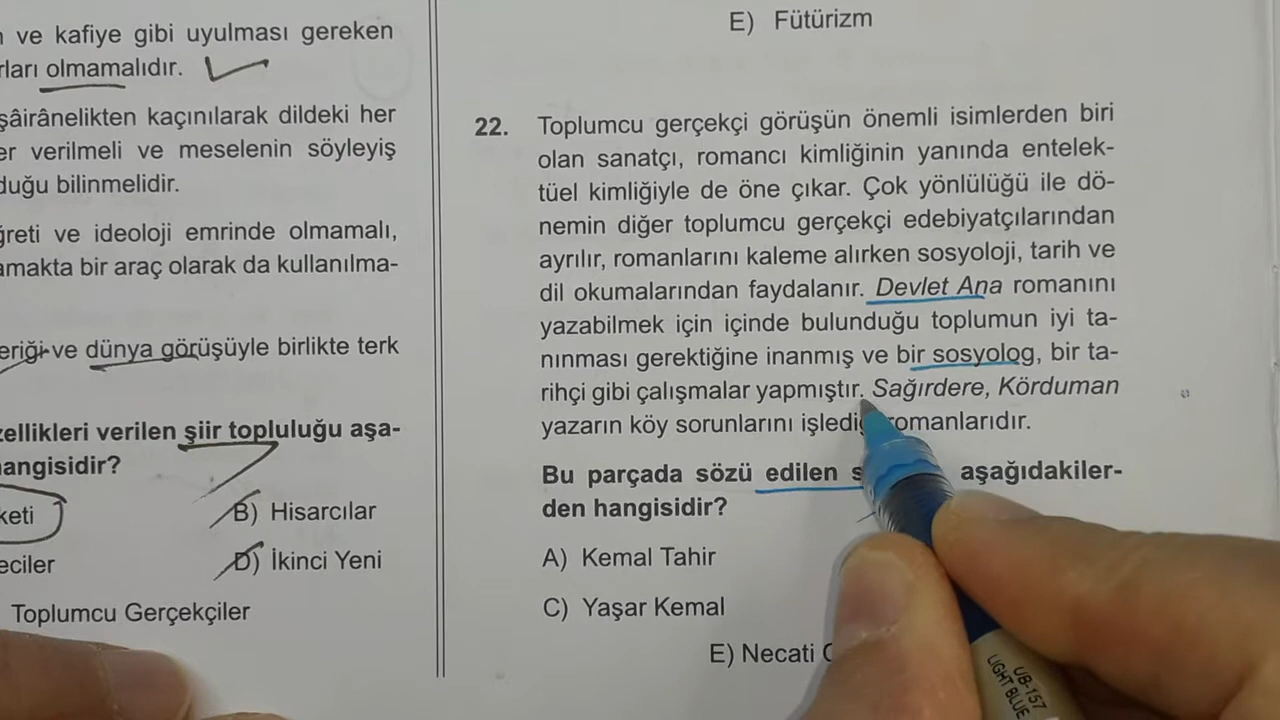 ve kafiye gibi uyulması gereken
rları olmamalıdır.
şâirânelikten kaçınılarak dildeki her
er verilmeli ve meselenin söyleyiş
duğu bilinmelidir.
ğreti ve ideoloji emrinde olmamalı,
amakta bir araç olarak da kullanılma-
eriği ve dünya görüşüyle birlikte terk
zellikleri verilen şiir topluluğu aşa-
hangisidir?
keti
B) Hisarcılar
eciler
D) İkinci Yeni
Toplumcu Gerçekçiler
E) Fütürizm
22. Toplumcu gerçekçi görüşün önemli isimlerden biri
olan sanatçı, romancı kimliğinin yanında entelek-
tüel kimliğiyle de öne çıkar. Çok yönlülüğü ile dö-
nemin diğer toplumcu gerçekçi edebiyatçılarından
ayrılır, romanlarını kaleme alırken sosyoloji, tarih ve
dil okumalarından faydalanır. Devlet Ana romanını
yazabilmek için içinde bulunduğu toplumun iyi ta-
nınması gerektiğine inanmış ve bir sosyolog, bir ta-
rihçi gibi çalışmalar yapmıştır. Sağırdere, Körduman
yazarın köy sorunlarını işlediğ romanlarıdır.
Bu parçada sözü edilen s aşağıdakiler-
den hangisidir?
A) Kemal Tahir
C) Yaşar Kemal
E) Necati
UB-157
LIGHT BLUE